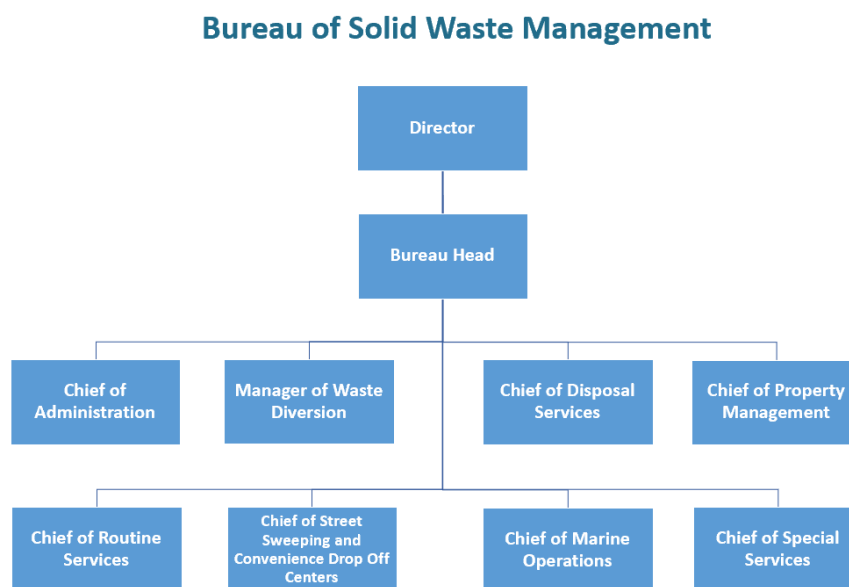 Bureau of Solid Waste Management
Director
Bureau Head
Chief of
Administration
Manager of Waste
Diversion
Chief of Disposal
Services
Chief of Property
Management
Chief of Routine
Services
Chief of Street
Sweeping and
Convenience Drop Off
Centers
Chief of Marine
Operations
Chief of Special
Services